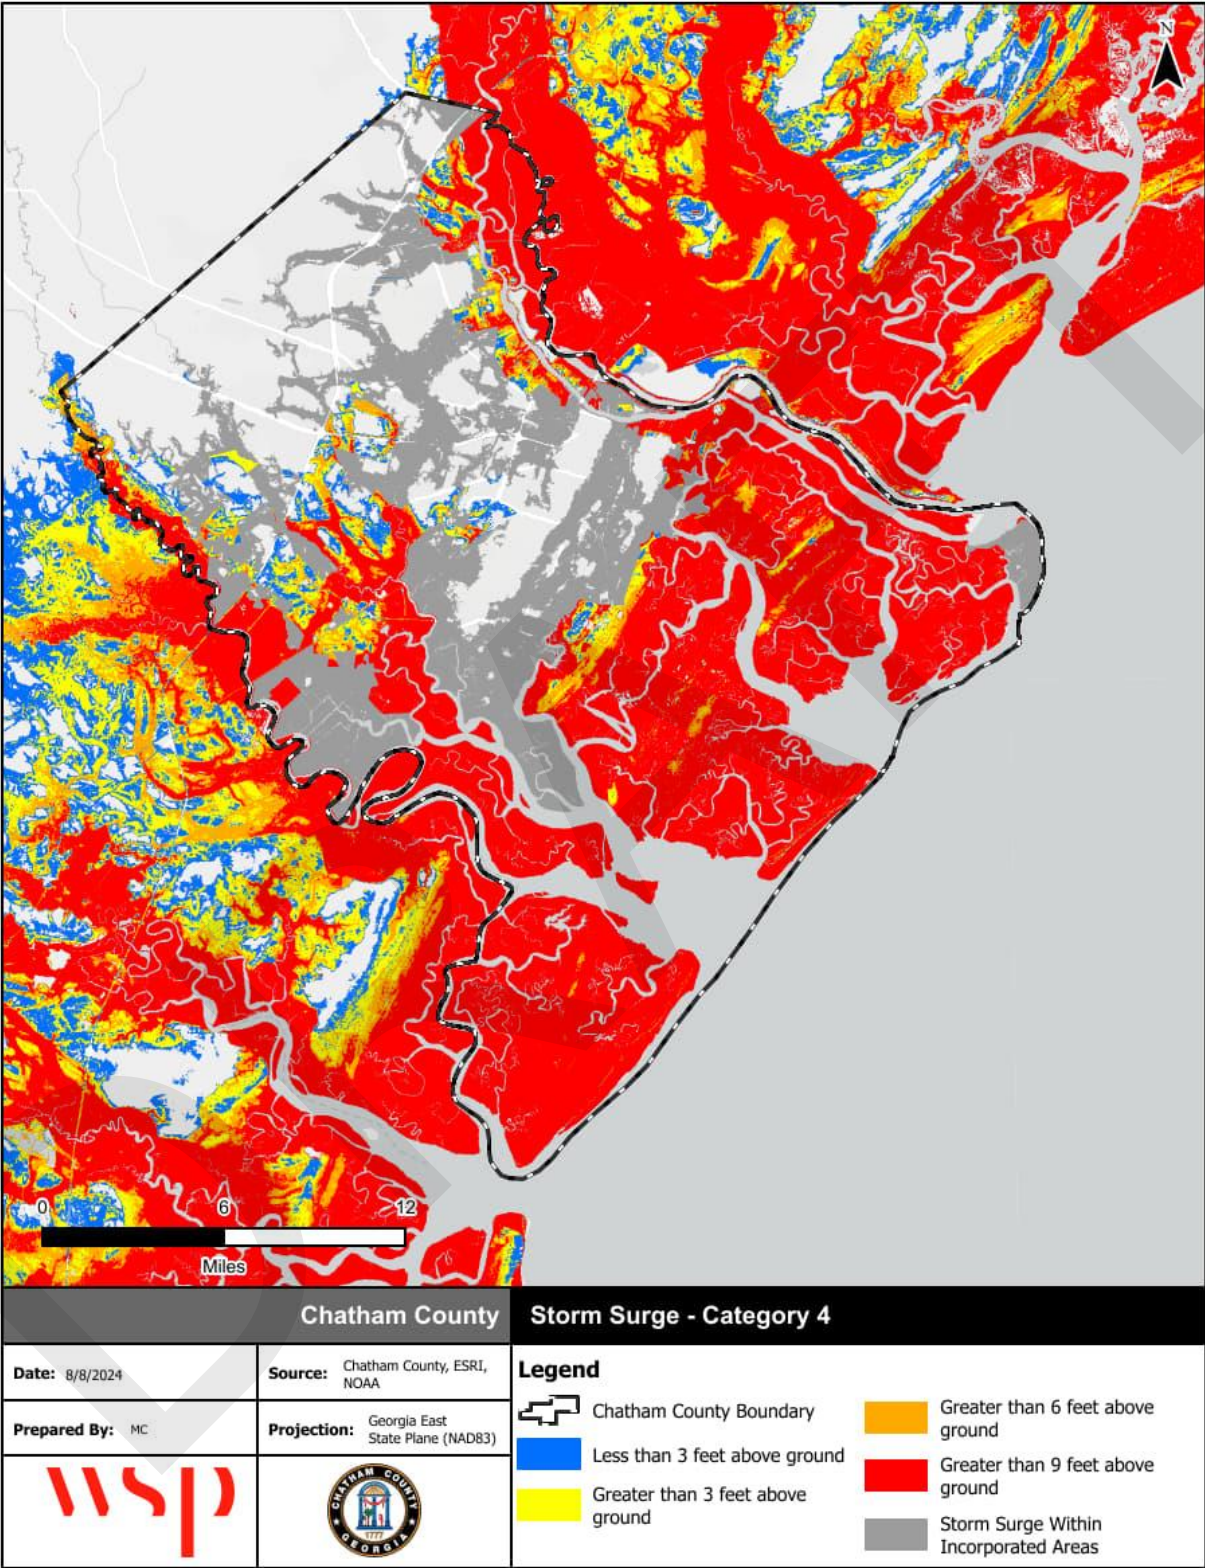 N
0 6 12
Miles
Chatham County
Storm Surge - Category 4
Date: 8/8/2024
Source: Chatham County, ESRI,
NOAA
Prepared By: MC
Projection: Georgia East
State Plane (NAD83)
wsp
CHATHAM COUNTY
1777
GEORGIA
Legend
Chatham County Boundary
Less than 3 feet above ground
Greater than 3 feet above
ground
Greater than 6 feet above
ground
Greater than 9 feet above
ground
Storm Surge Within
Incorporated Areas